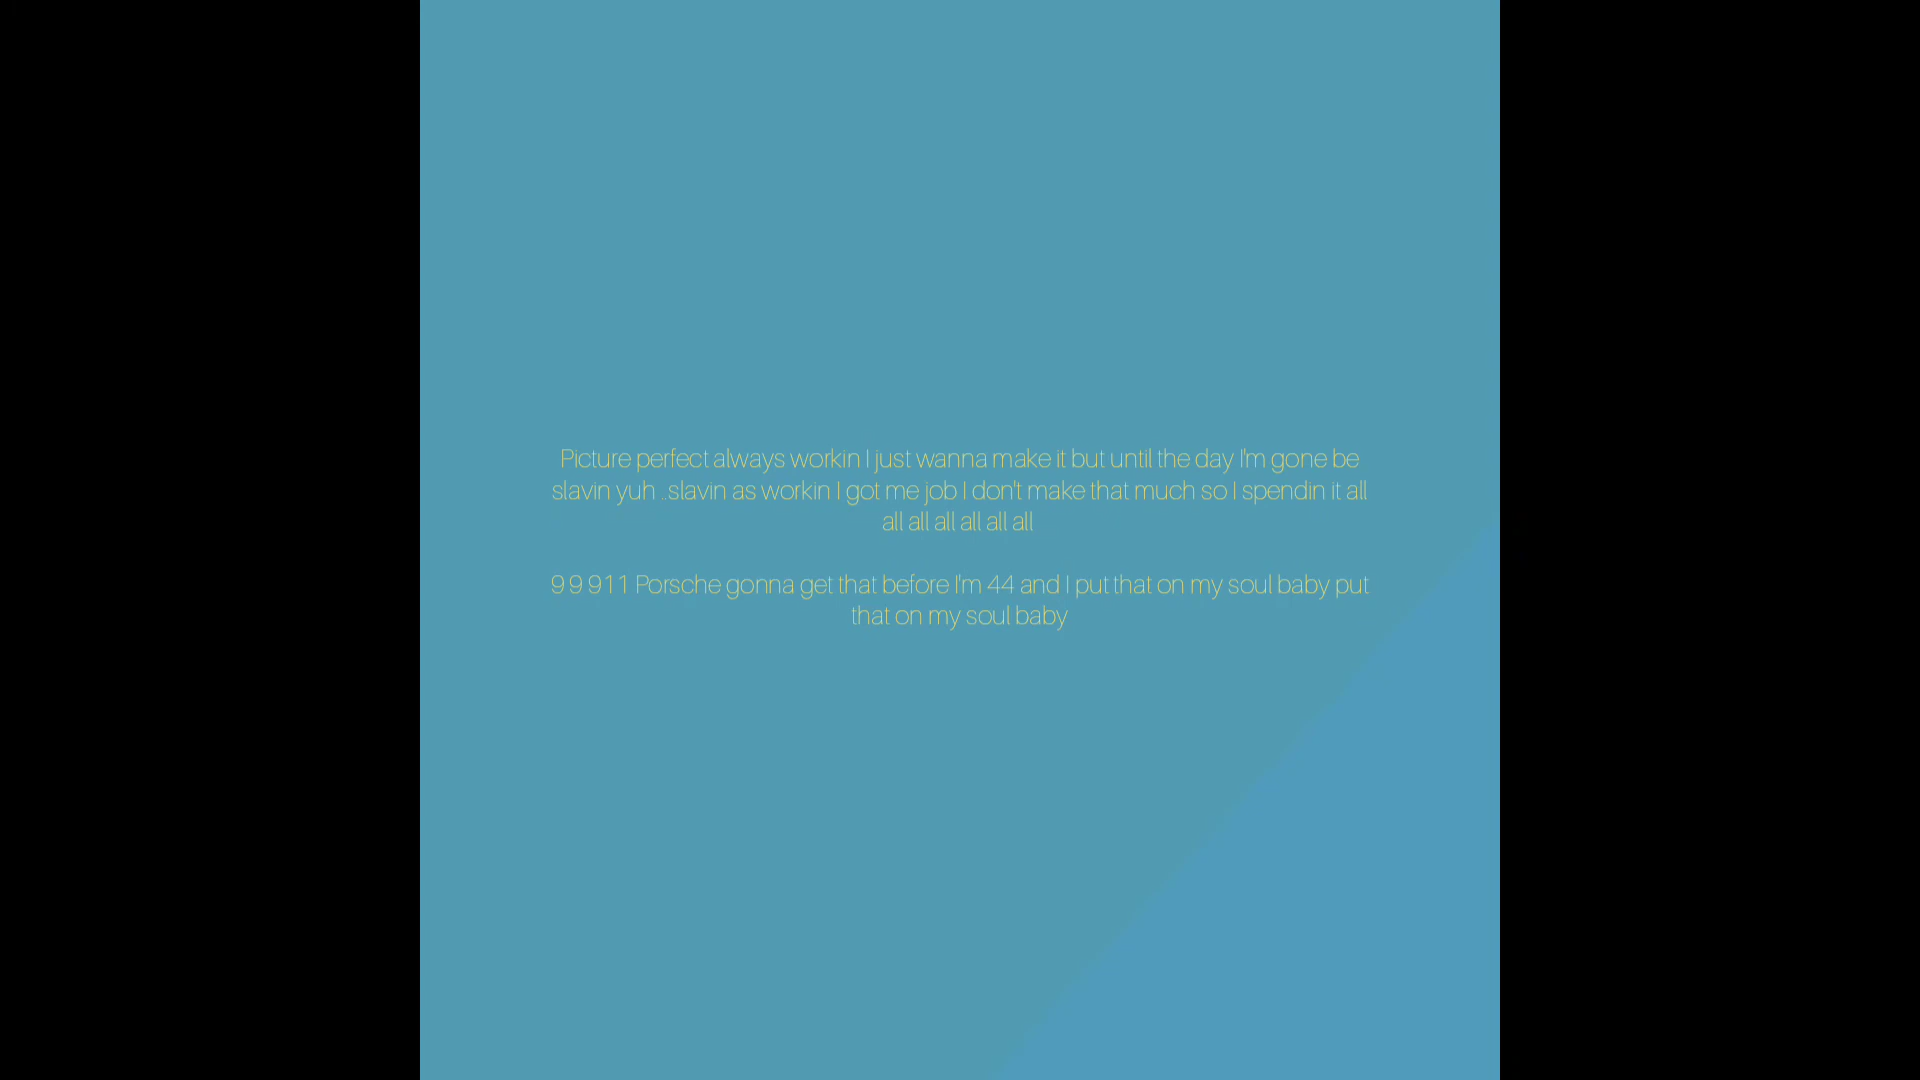 Picture perfect always workin I just wanna make it but until the day I'm gone be
slavin yuh ..slavin as workin I got me job I don't make that much so I spendin it all
all all all all all all
9 9 911 Porsche gonna get that before I'm 44 and I put that on my soul baby put
that on my soul baby